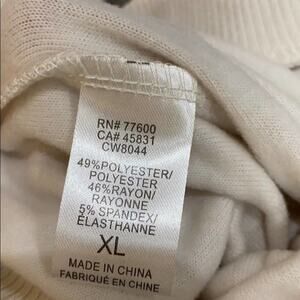 RN# 77600
CA# 45831
CW8044
49%POLYESTER/
POLYESTER
46%RAYON/
RAYONNE
5% SPANDEX/
ÉLASTHANNE
XL
MADE IN CHINA
FABRIQUÉ EN CHINE